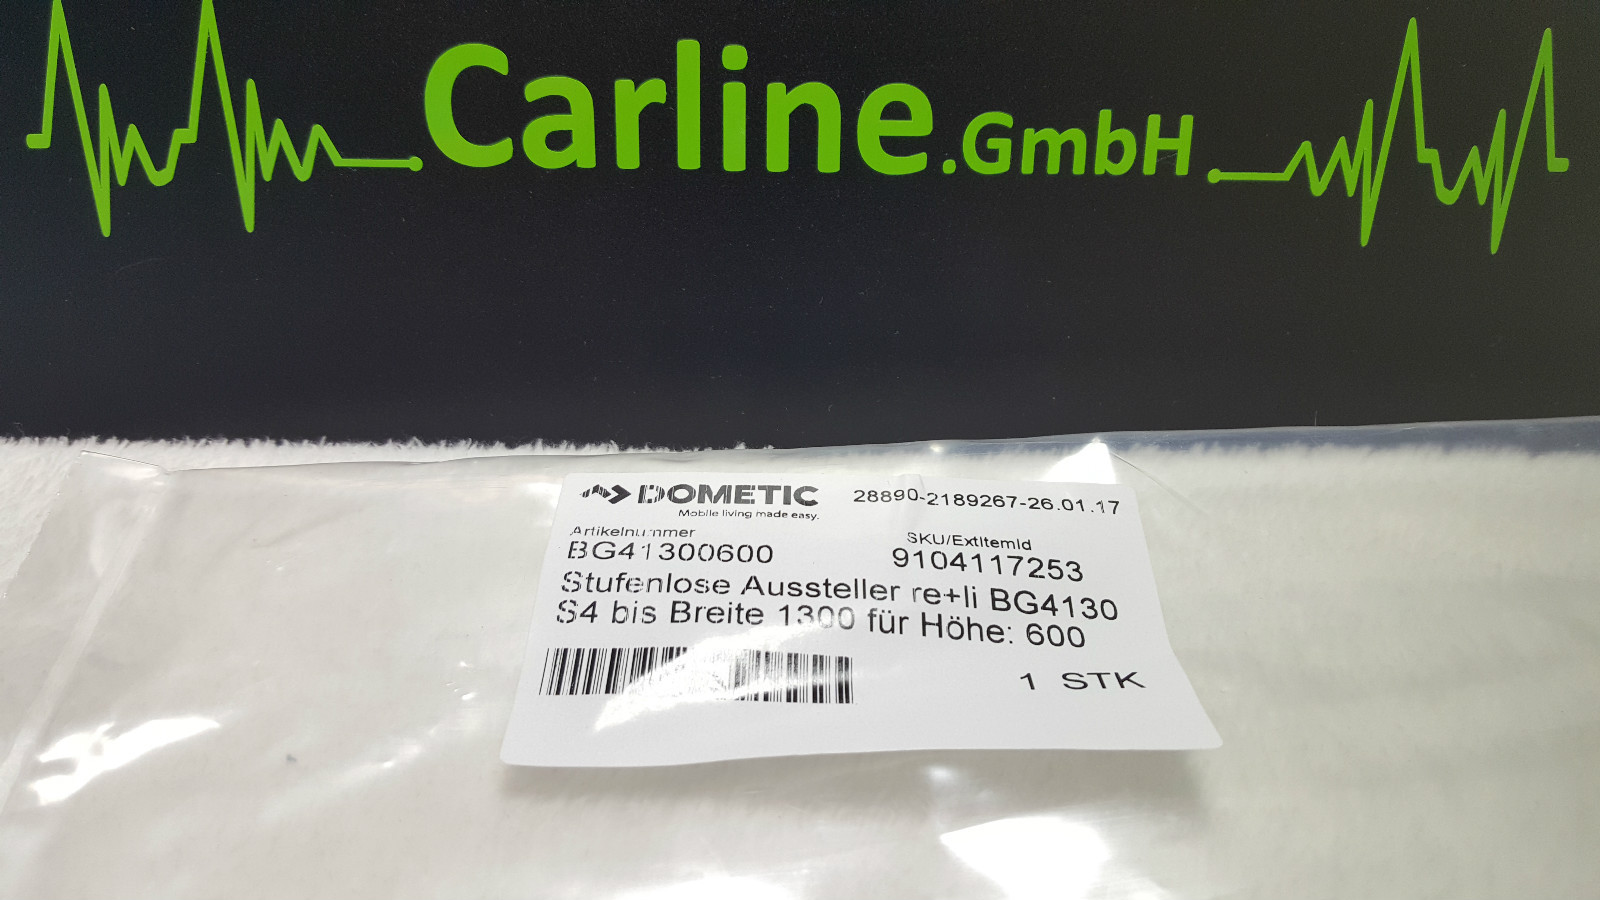 Carline.GmbH
DOMETIC 28890-2189267-26.01.17
Mobile living made easy.
Artikelnummer SKU/ExtItemId
BG41300600 9104117253
Stufenlose Aussteller re+li BG4130
S4 bis Breite 1300 für Höhe: 600
1 STK